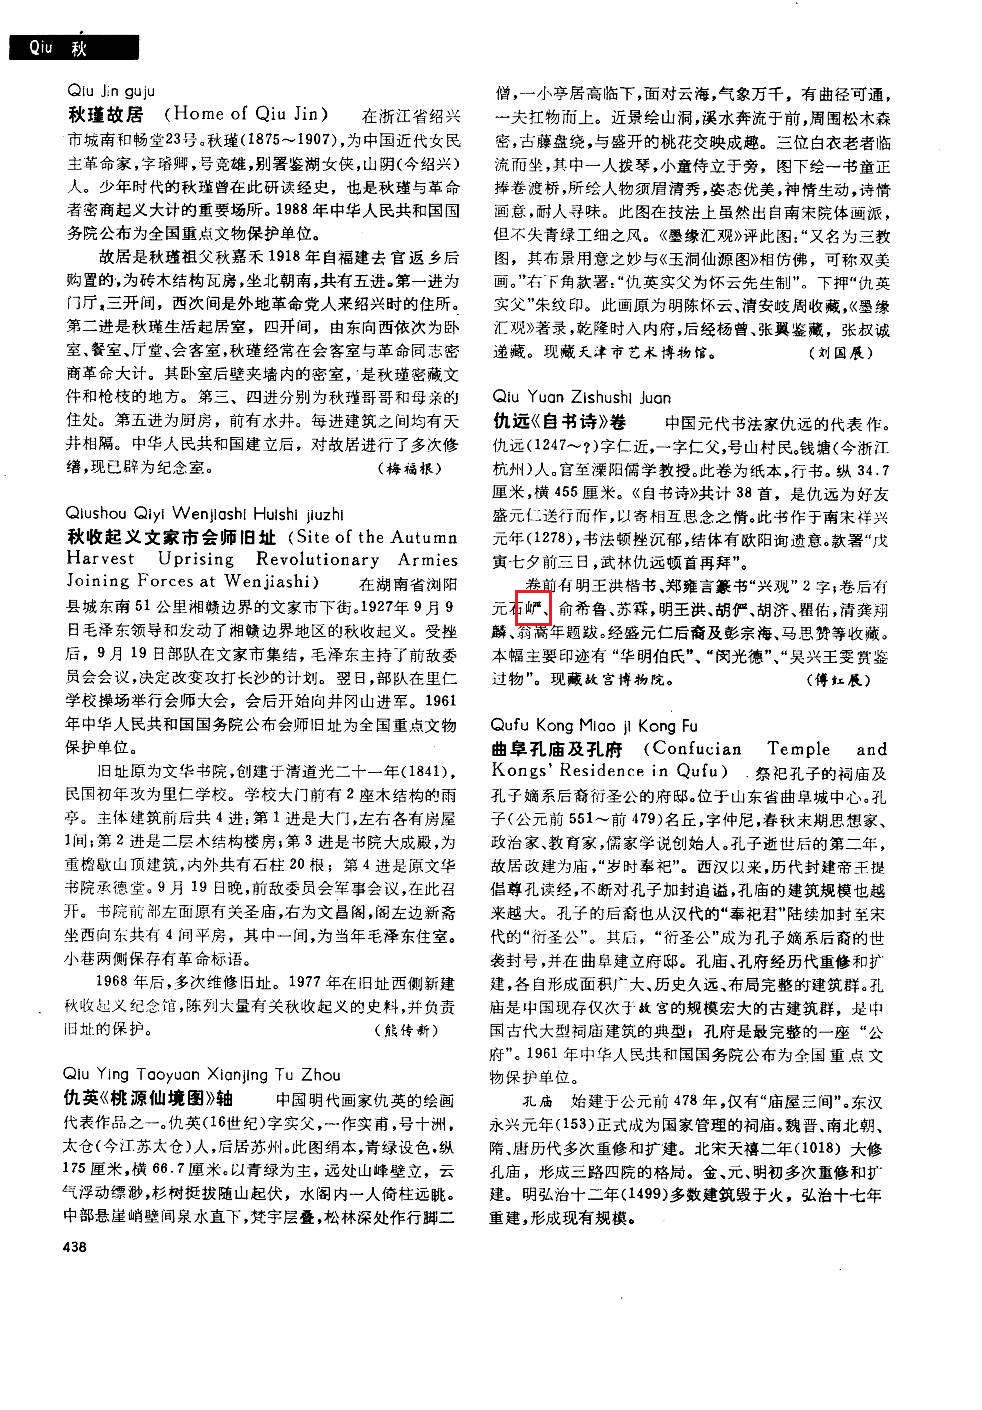 Qiu 秋
Qiu Jin guju
秋瑾故居 (Home of Qiu Jin) 在浙江省绍兴
市城南和畅堂23号。秋瑾(1875～1907),为中国近代女民
主革命家,字璿卿,号竞雄,别署鉴湖女侠,山阴(今绍兴)
人。少年时代的秋瑾曾在此研读经史，也是秋瑾与革命
者密商起义大计的重要场所。1988年中华人民共和国国
务院公布为全国重点文物保护单位。
故居是秋瑾祖父秋嘉禾1918年自福建去官返乡后
购置的,为砖木结构瓦房,坐北朝南,共有五进。第一进为
门厅,三开间，西次间是外地革命党人来绍兴时的住所。
第二进是秋瑾生活起居室，四开间，由东向西依次为卧
室、餐室、厅堂、会客室,秋瑾经常在会客室与革命同志密
商革命大计。其卧室后壁夹墙内的密室，是秋瑾密藏文
件和枪枝的地方。第三、四进分别为秋瑾哥哥和母亲的
住处。第五进为厨房，前有水井。每进建筑之间均有天
井相隔。中华人民共和国建立后，对故居进行了多次修
缮,现已辟为纪念室。 (梅福根)
Qiushou Qiyi Wenjiashi Huishi jiuzhi
秋收起义文家市会师旧址 (Site of the Autumn
Harvest Uprising Revolutionary Armies
Joining Forces at Wenjiashi) 在湖南省浏阳
县城东南51公里湘赣边界的文家市下街。1927年9月9
日毛泽东领导和发动了湘赣边界地区的秋收起义。受挫
后，9月19日部队在文家市集结，毛泽东主持了前敌委
员会会议,决定改变攻打长沙的计划。翌日,部队在里仁
学校操场举行会师大会，会后开始向井冈山进军。1961
年中华人民共和国国务院公布会师旧址为全国重点文物
保护单位。
旧址原为文华书院,创建于清道光二十一年(1841),
民国初年改为里仁学校。学校大门前有2座木结构的雨
亭。主体建筑前后共4进;第1进是大门,左右各有房屋
1间;第2进是二层木结构楼房;第3进是书院大成殿,为
重檐歇山顶建筑,内外共有石柱20根；第4进是原文华
书院承德堂。9月19日晚,前敌委员会军事会议,在此召
开。书院前部左面原有关圣庙,右为文昌阁,阁左边新斋
坐西向东共有4间平房，其中一间,为当年毛泽东住室。
小巷两侧保存有革命标语。
1968年后,多次维修旧址。1977年在旧址西侧新建
秋收起义纪念馆,陈列大量有关秋收起义的史料,并负责
旧址的保护。 (熊传新)
Qiu Ying Taoyuan Xianjing Tu Zhou
仇英《桃源仙境图》轴 中国明代画家仇英的绘画
代表作品之一。仇英(16世纪)字实父,一作实甫,号十洲,
太仓(今江苏太仓)人,后居苏州。此图绢本,青绿设色。纵
175厘米,横66.7厘米。以青绿为主，远处山峰壁立，云
气浮动缥渺,杉树挺拔随山起伏，水阁内一人倚柱远眺。
中部悬崖峭壁间泉水直下,梵宇层叠,松林深处作行脚二
僧,一小亭居高临下,面对云海,气象万千，有曲径可通，
一夫扛物而上。近景绘山洞,溪水奔流于前,周围松木森
密,古藤盘绕,与盛开的桃花交映成趣。三位白衣老者临
流而坐,其中一人拨琴,小童侍立于旁，图下绘一书童正
捧卷渡桥,所绘人物须眉清秀,姿态优美,神情生动,诗情
画意,耐人寻味。此图在技法上虽然出自南宋院体画派，
但不失青绿工细之风。《墨缘汇观》评此图:“又名为三教
图，其布景用意之妙与《玉洞仙源图》相仿佛，可称双美
画。”右下角款署:“仇英实父为怀云先生制”。下押“仇英
实父”朱纹印。此画原为明陈怀云、清安岐周收藏,《墨缘
汇观》著录,乾隆时入内府,后经杨曾、张翼鉴藏，张叔诚
递藏。现藏天津市艺术博物馆。 (刘国展)
Qiu Yuan Zishushi Juan
仇远《自书诗》卷 中国元代书法家仇远的代表作。
仇远(1247～?)字仁近,一字仁父,号山村民。钱塘(今浙江
杭州)人。官至溧阳儒学教授。此卷为纸本,行书。纵34.7
厘米,横455厘米。《自书诗》共计38首，是仇远为好友
盛元仁送行而作,以寄相互思念之情。此书作于南宋祥兴
元年(1278),书法顿挫沉郁,结体有欧阳询遗意。款署“戊
寅七夕前三日,武林仇远顿首再拜”。
卷前有明王洪楷书、郑雍言篆书“兴观”2字;卷后有
元石岩、俞希鲁、苏霖,明王洪、胡俨、胡济、瞿佑,清龚翔
麟、翁嵩年题跋。经盛元仁后裔及彭宗海、马思赞等收藏。
本幅主要印迹有“华明伯氏”、“闵光德”、“吴兴王雯赏鉴
过物”。现藏故宫博物院。 (傅红展)
Qufu Kong Miao ji Kong Fu
曲阜孔庙及孔府 (Confucian Temple and
Kongs' Residence in Qufu) 祭祀孔子的祠庙及
孔子嫡系后裔衍圣公的府邸。位于山东省曲阜城中心。孔
子(公元前551～前479)名丘,字仲尼,春秋末期思想家、
政治家、教育家,儒家学说创始人。孔子逝世后的第二年，
故居改建为庙,“岁时奉祀”。西汉以来,历代封建帝王提
倡尊孔读经,不断对孔子加封追谥,孔庙的建筑规模也越
来越大。孔子的后裔也从汉代的“奉祀君”陆续加封至宋
代的“衍圣公”。其后，“衍圣公”成为孔子嫡系后裔的世
袭封号,并在曲阜建立府邸。孔庙、孔府经历代重修和扩
建,各自形成面积广大、历史久远、布局完整的建筑群。孔
庙是中国现存仅次于故宫的规模宏大的古建筑群，是中
国古代大型祠庙建筑的典型；孔府是最完整的一座“公
府”。1961年中华人民共和国国务院公布为全国重点文
物保护单位。
孔庙 始建于公元前478年,仅有“庙屋三间”。东汉
永兴元年(153)正式成为国家管理的祠庙。魏晋、南北朝、
隋、唐历代多次重修和扩建。北宋天禧二年(1018)大修
孔庙，形成三路四院的格局。金、元、明初多次重修和扩
建。明弘治十二年(1499)多数建筑毁于火，弘治十七年
重建,形成现有规模。
438